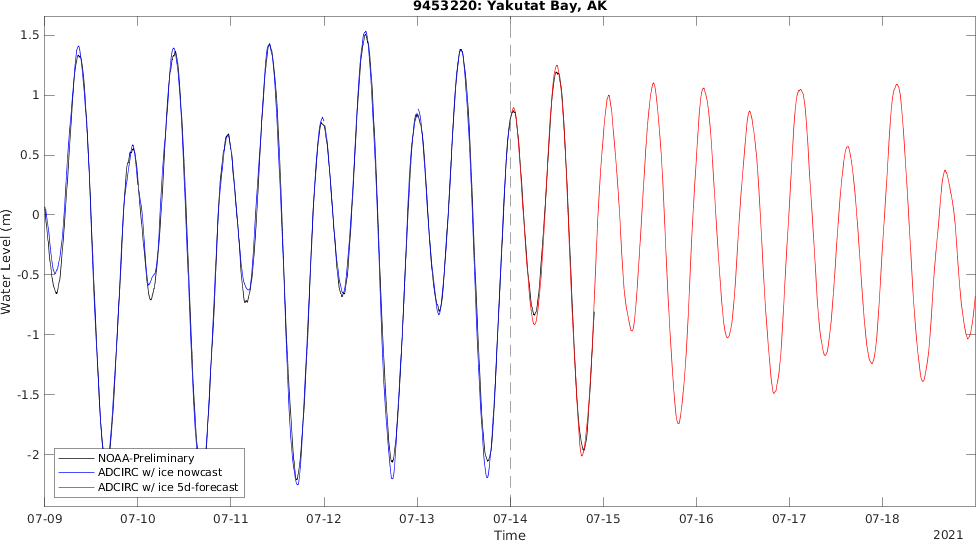 9453220: Yakutat Bay, AK
Water Level (m)
1.5
1
0.5
0
-0.5
-1
-1.5
-2
NOAA-Preliminary
ADCIRC w/ ice nowcast
ADCIRC w/ ice 5d-forecast
07-09 07-10 07-11 07-12 07-13 07-14 07-15 07-16 07-17 07-18
Time
2021